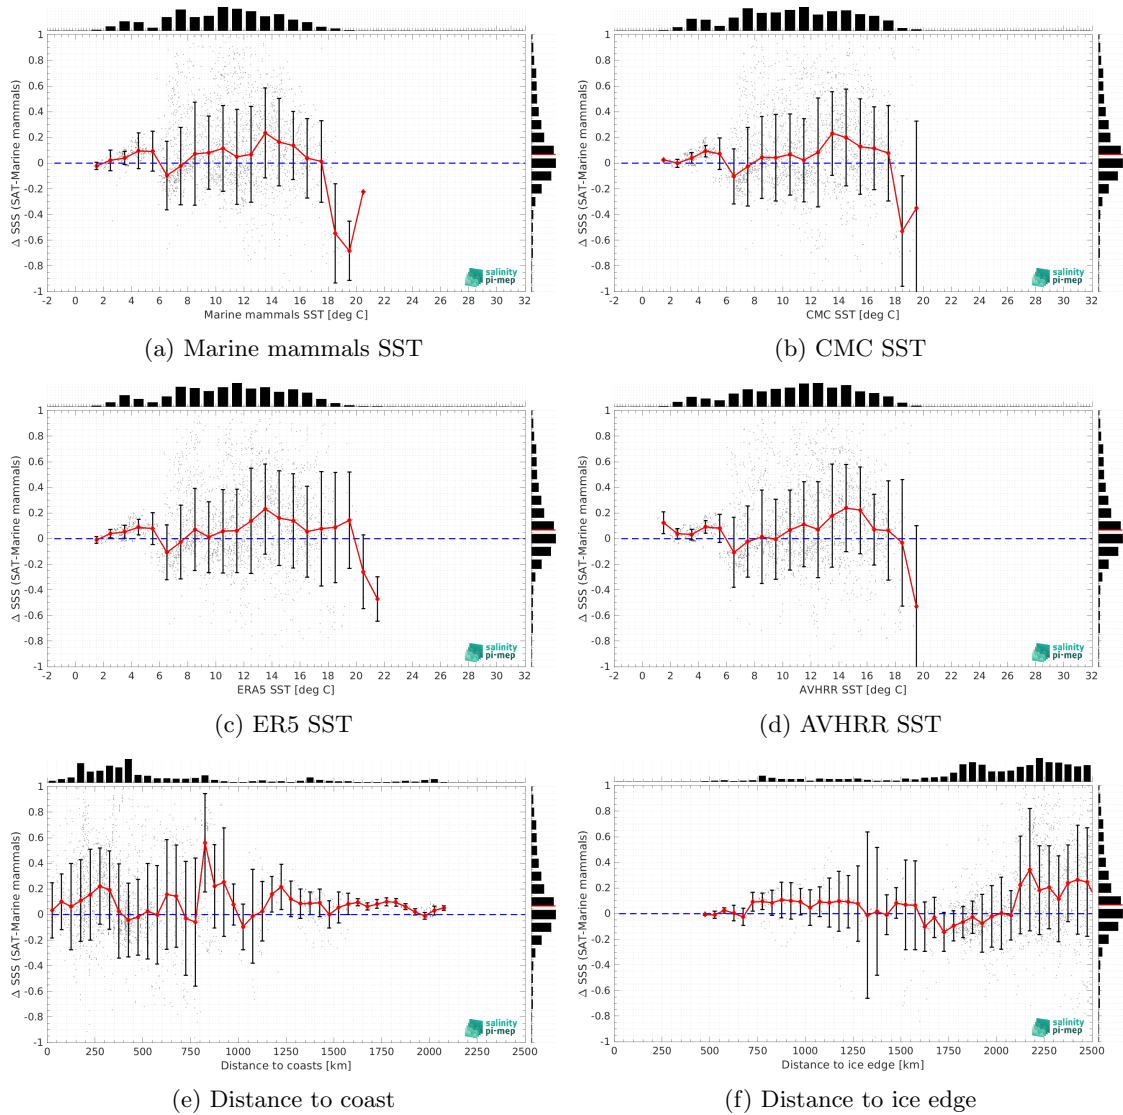 1
0.8
0.6
0.4
0.2
0
-0.2
-0.4
-0.6
-0.8
-1
Δ SSS (SAT-Marine mammals)
salinity
pi-mep
-2 0 2 4 6 8 10 12 14 16 18 20 22 24 26 28 30 32
Marine mammals SST [deg C]
(a) Marine mammals SST
1
0.8
0.6
0.4
0.2
0
-0.2
-0.4
-0.6
-0.8
-1
Δ SSS (SAT-Marine mammals)
salinity
pi-mep
-2 0 2 4 6 8 10 12 14 16 18 20 22 24 26 28 30 32
CMC SST [deg C]
(b) CMC SST
1
0.8
0.6
0.4
0.2
0
-0.2
-0.4
-0.6
-0.8
-1
Δ SSS (SAT-Marine mammals)
salinity
pi-mep
-2 0 2 4 6 8 10 12 14 16 18 20 22 24 26 28 30 32
ERA5 SST [deg C]
(c) ER5 SST
1
0.8
0.6
0.4
0.2
0
-0.2
-0.4
-0.6
-0.8
-1
Δ SSS (SAT-Marine mammals)
salinity
pi-mep
-2 0 2 4 6 8 10 12 14 16 18 20 22 24 26 28 30 32
AVHRR SST [deg C]
(d) AVHRR SST
1
0.8
0.6
0.4
0.2
0
-0.2
-0.4
-0.6
-0.8
-1
Δ SSS (SAT-Marine mammals)
salinity
pi-mep
0 250 500 750 1000 1250 1500 1750 2000 2250 2500
Distance to coasts [km]
(e) Distance to coast
1
0.8
0.6
0.4
0.2
0
-0.2
-0.4
-0.6
-0.8
-1
Δ SSS (SAT-Marine mammals)
salinity
pi-mep
0 250 500 750 1000 1250 1500 1750 2000 2250 2500
Distance to ice edge [km]
(f) Distance to ice edge